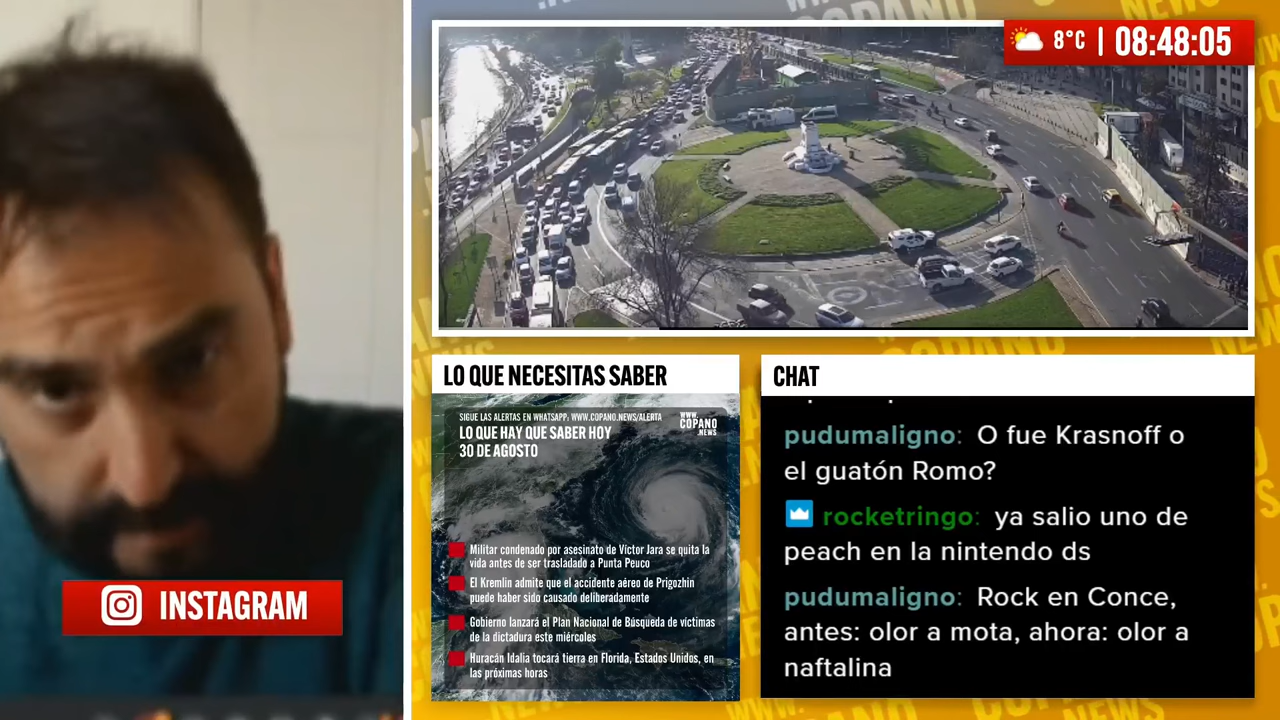 8°C | 08:48:05
LO QUE NECESITAS SABER
SIGUE LAS ALERTAS EN WHATSAPP: WWW.COPANO.NEWS/ALERTA
LO QUE HAY QUE SABER HOY
30 DE AGOSTO
WWW.
COPANO
.NEWS
Militar condenado por asesinato de Víctor Jara se quita la
vida antes de ser trasladado a Punta Peuco
El Kremlin admite que el accidente aéreo de Prigozhin
puede haber sido causado deliberadamente
Gobierno lanzará el Plan Nacional de Búsqueda de víctimas
de la dictadura este miércoles
Huracán Idalia tocará tierra en Florida, Estados Unidos, en
las próximas horas
CHAT
pudumaligno: O fue Krasnoff o
el guatón Romo?
rocketringo: ya salio uno de
peach en la nintendo ds
pudumaligno: Rock en Conce,
antes: olor a mota, ahora: olor a
naftalina
INSTAGRAM